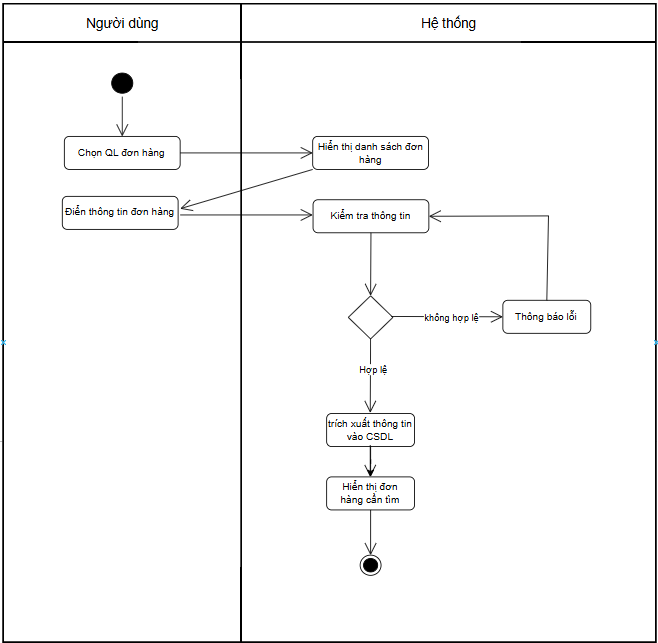 Người dùng
Hệ thống
Chọn QL đơn hàng
Hiển thị danh sách đơn
hàng
Điển thông tin đơn hàng
Kiểm tra thông tin
không hợp lệ
Thông báo lỗi
Hợp lệ
trích xuất thông tin
vào CSDL
Hiển thị đơn
hàng cần tìm